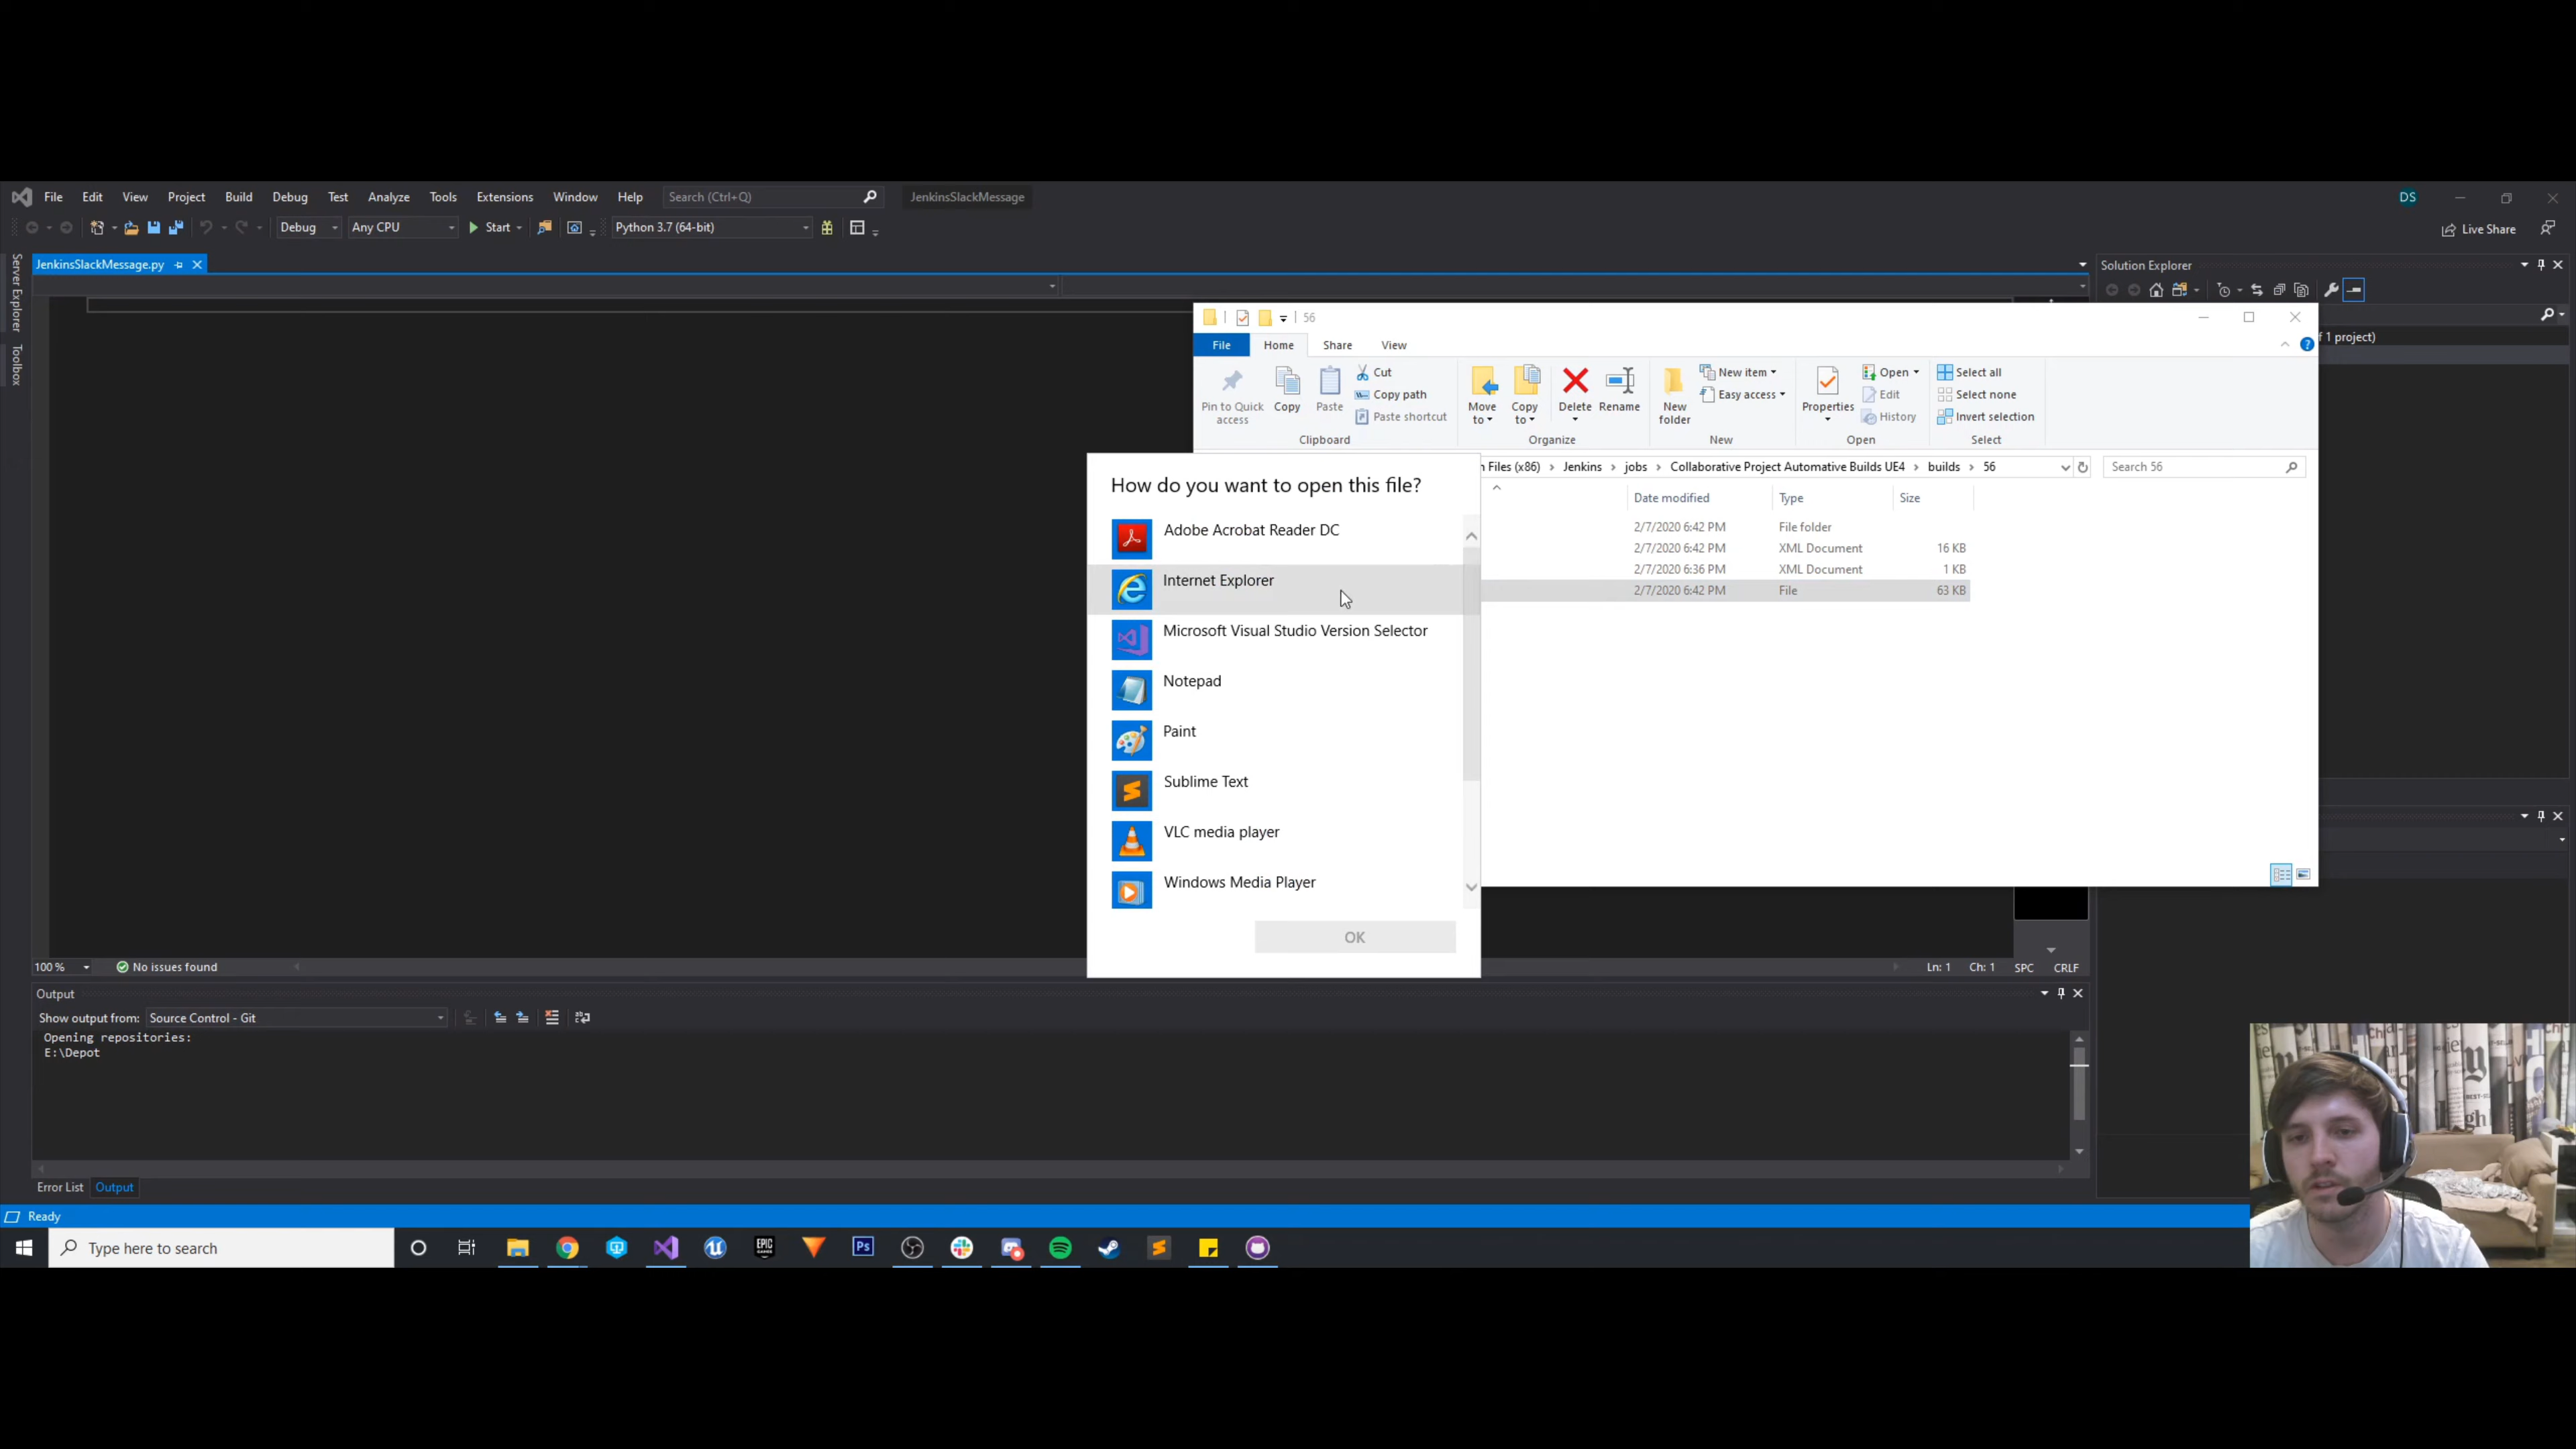 File Edit View Project Build Debug Test Analyze Tools Extensions Window Help Search (Ctrl+Q) JenkinsSlackMessage DS
Debug Any CPU Start Python 3.7 (64-bit) Live Share
Server Explorer
Toolbox
JenkinsSlackMessage.py
Solution Explorer
f 1 project)
56
File Home Share View
Pin to Quick access
Copy
Paste
Cut
Copy path
Paste shortcut
Clipboard
Move to
Copy to
Delete
Rename
Organize
New folder
New item
Easy access
New
Properties
Open
Edit
History
Open
Select all
Select none
Invert selection
Select
n Files (x86) Jenkins jobs Collaborative Project Automative Builds UE4 builds 56
Search 56
Date modified Type Size
2/7/2020 6:42 PM File folder
2/7/2020 6:42 PM XML Document 16 KB
2/7/2020 6:36 PM XML Document 1 KB
2/7/2020 6:42 PM File 63 KB
How do you want to open this file?
Adobe Acrobat Reader DC
Internet Explorer
Microsoft Visual Studio Version Selector
Notepad
Paint
Sublime Text
VLC media player
Windows Media Player
OK
100 % No issues found Ln: 1 Ch: 1 SPC CRLF
Output
Show output from: Source Control - Git
Opening repositories:
E:\Depot
Error List Output
Ready
Type here to search
EPIC GAMES
Ps